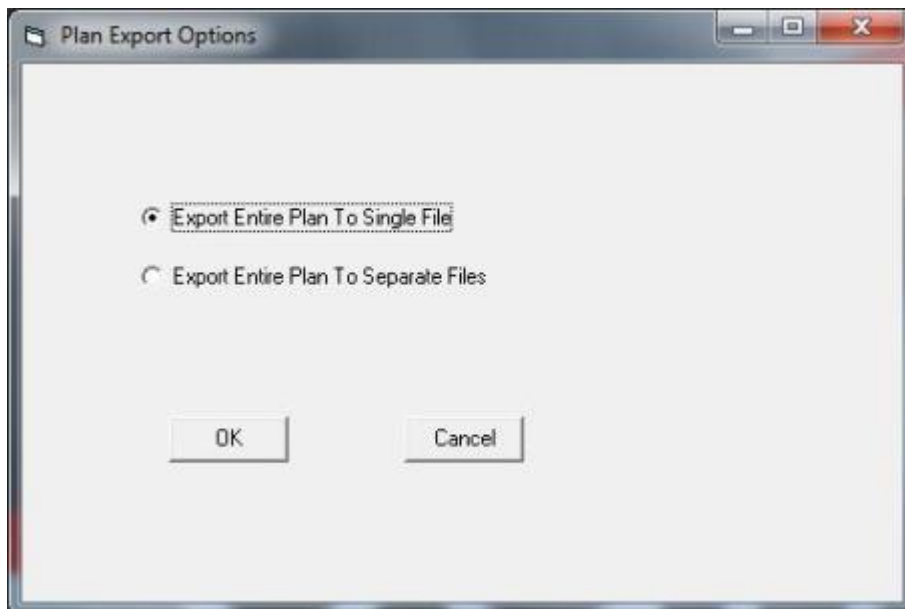 Plan Export Options
Export Entire Plan To Single File
Export Entire Plan To Separate Files
OK Cancel